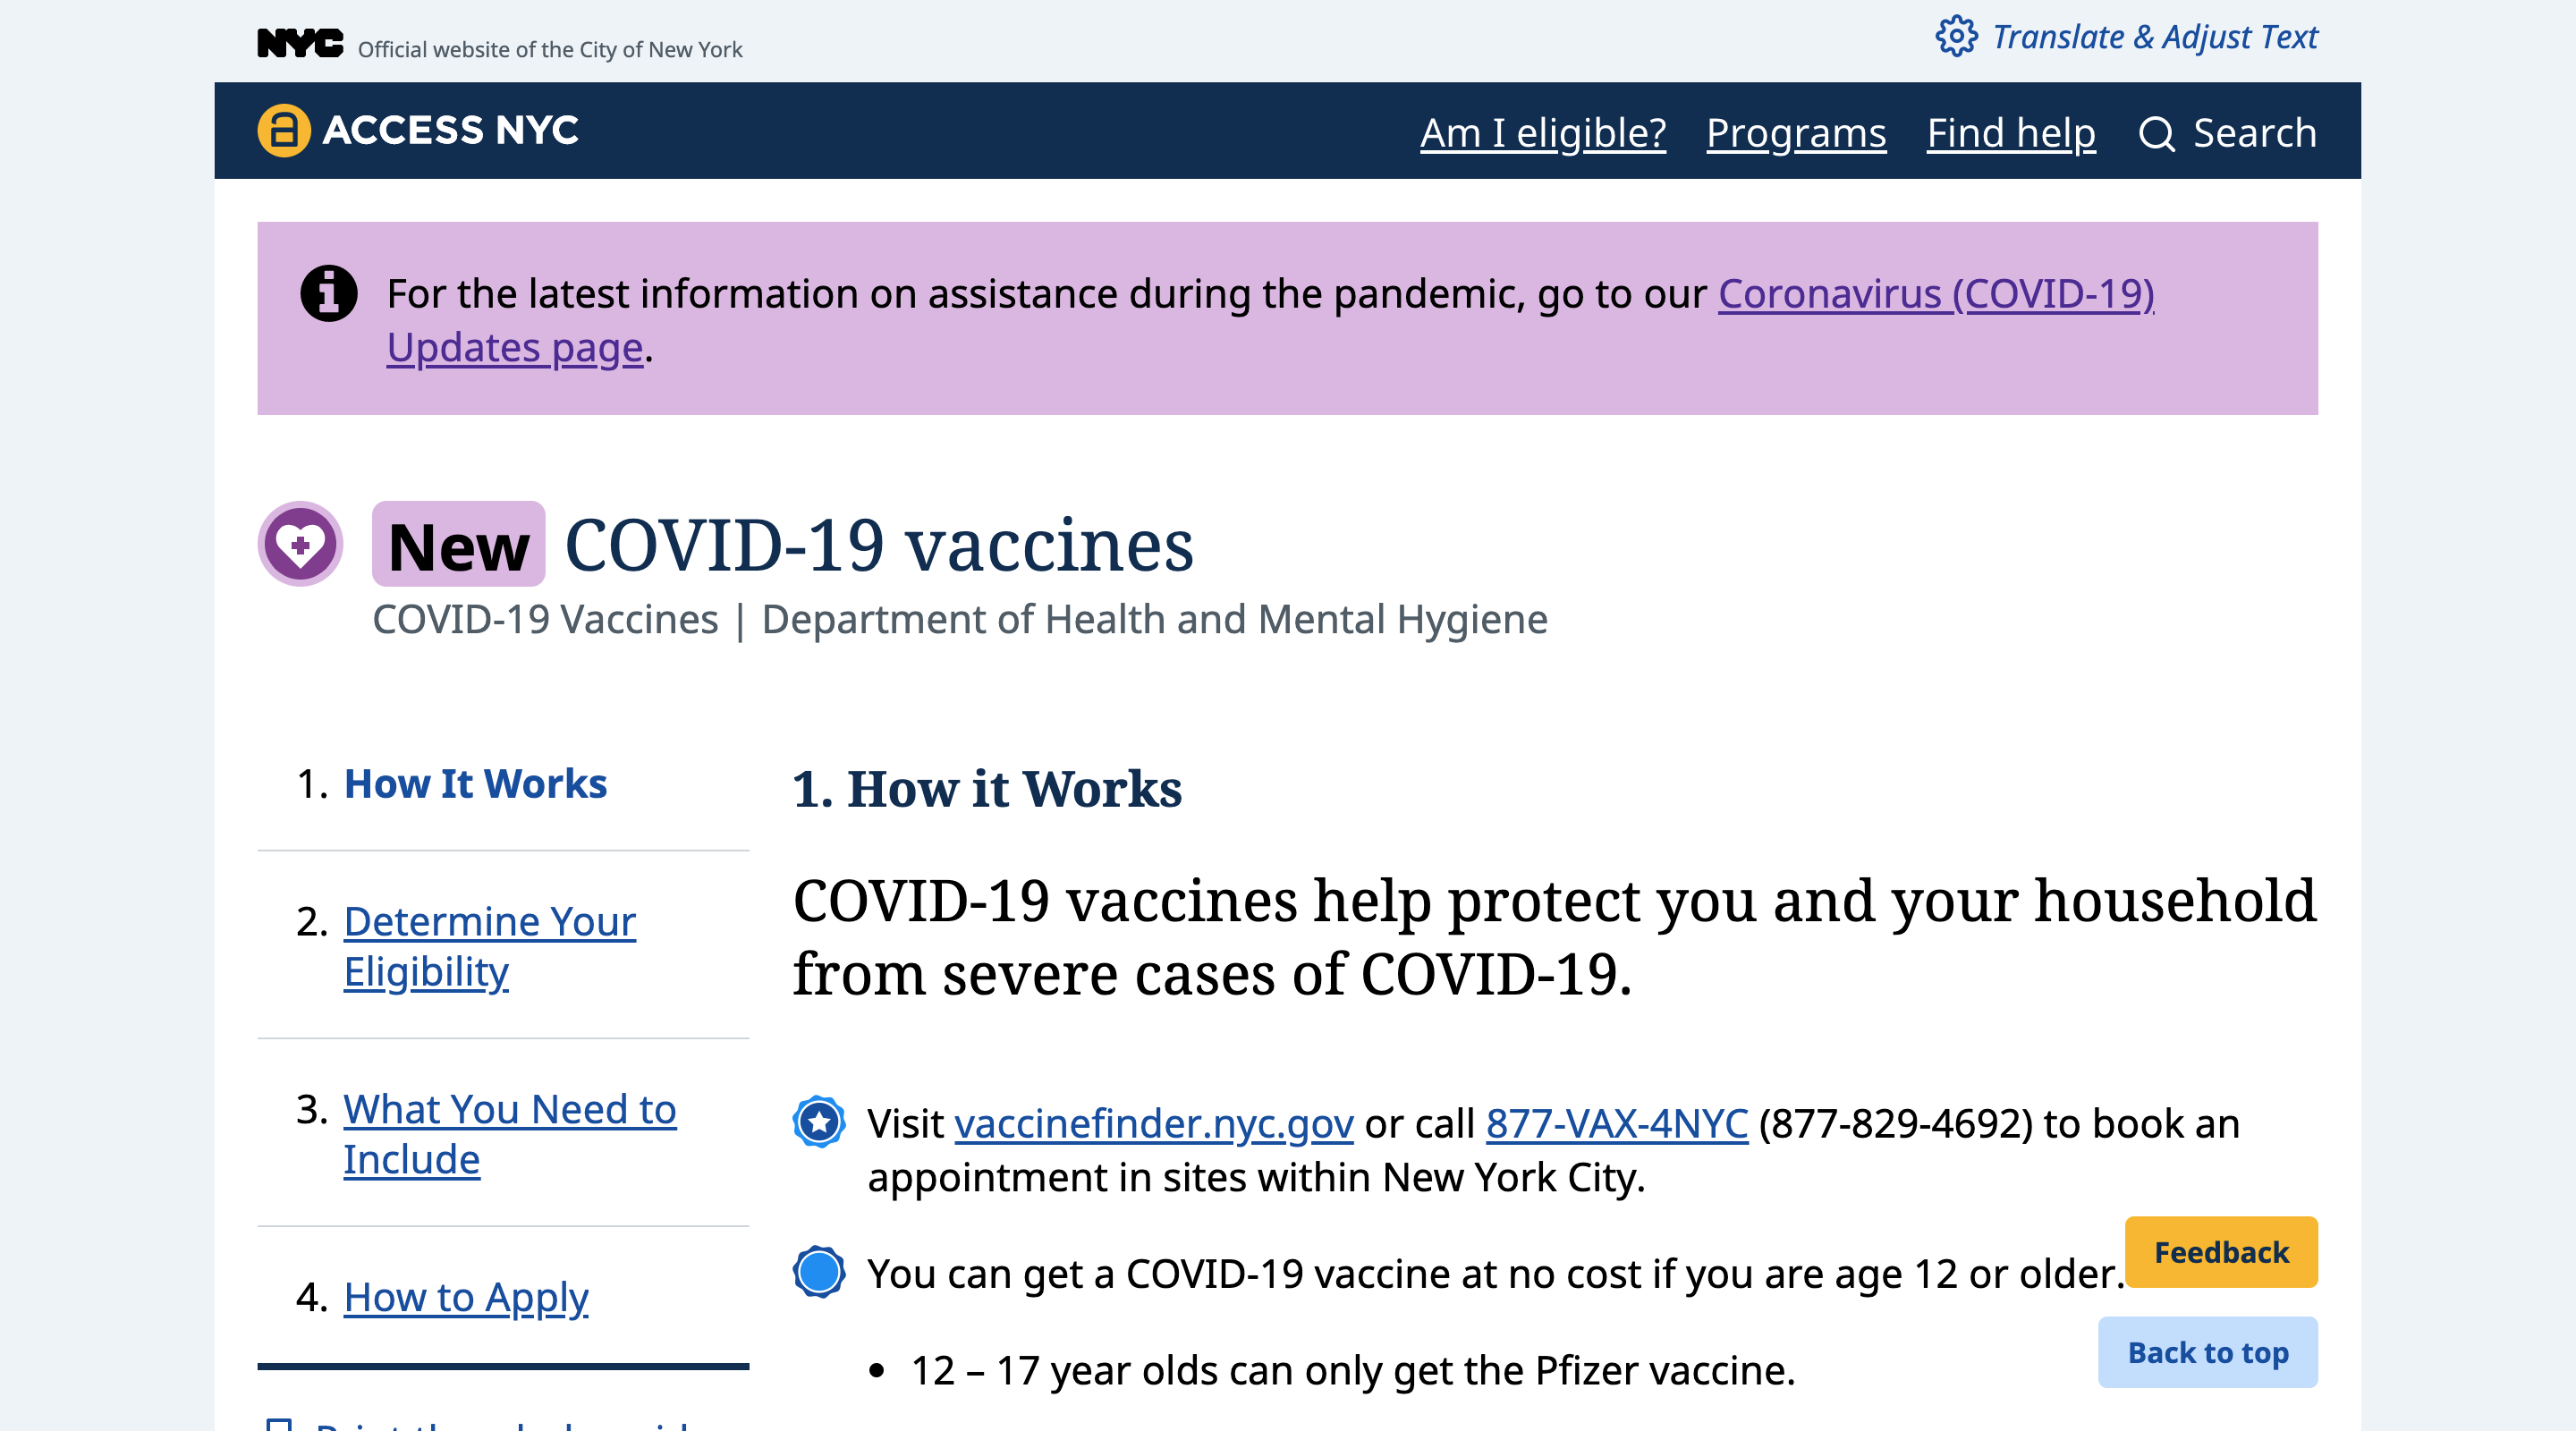 NYC Official website of the City of New York
Translate & Adjust Text
ACCESS NYC
Am I eligible? Programs Find help Search
For the latest information on assistance during the pandemic, go to our Coronavirus (COVID-19)
Updates page.
New COVID-19 vaccines
COVID-19 Vaccines | Department of Health and Mental Hygiene
1. How It Works
2. Determine Your
Eligibility
3. What You Need to
Include
4. How to Apply
1. How it Works
COVID-19 vaccines help protect you and your household
from severe cases of COVID-19.
Visit vaccinefinder.nyc.gov or call 877-VAX-4NYC (877-829-4692) to book an
appointment in sites within New York City.
You can get a COVID-19 vaccine at no cost if you are age 12 or older.
• 12 – 17 year olds can only get the Pfizer vaccine.
Feedback
Back to top